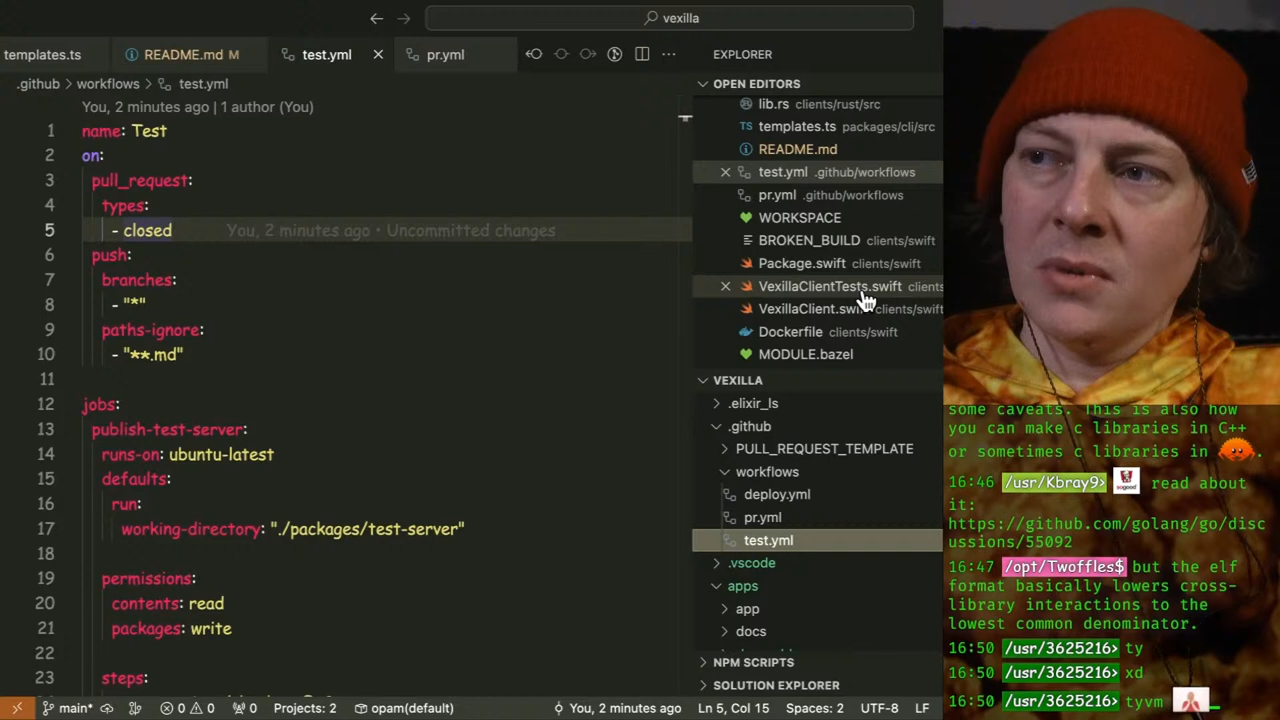 vexilla
templates.ts
README.md M
test.yml
pr.yml
.github > workflows > test.yml
You, 2 minutes ago | 1 author (You)
1 name: Test
2 on:
3 pull_request:
4 types:
5 - closed You, 2 minutes ago • Uncommitted changes
6 push:
7 branches:
8 - "*"
9 paths-ignore:
10 - "**.md"
11
12 jobs:
13 publish-test-server:
14 runs-on: ubuntu-latest
15 defaults:
16 run:
17 working-directory: "./packages/test-server"
18
19 permissions:
20 contents: read
21 packages: write
22
23 steps:
EXPLORER
OPEN EDITORS
lib.rs clients/rust/src
templates.ts packages/cli/src
README.md
test.yml .github/workflows
pr.yml .github/workflows
WORKSPACE
BROKEN_BUILD clients/swift
Package.swift clients/swift
VexillaClientTests.swift clients
VexillaClient.sw clients/swift
Dockerfile clients/swift
MODULE.bazel
VEXILLA
.elixir_ls
.github
PULL_REQUEST_TEMPLATE
workflows
deploy.yml
pr.yml
test.yml
.vscode
apps
app
docs
NPM SCRIPTS
SOLUTION EXPLORER
some caveats. This is also how
you can make c libraries in C++
or sometimes c libraries in
16:46 /usr/Kbray9> read about
it:
https://github.com/golang/go/disc
ussions/55092
16:47 /opt/Twoffles$ but the elf
format basically lowers cross-
library interactions to the
lowest common denominator.
16:50 /usr/3625216> ty
16:50 /usr/3625216> xd
16:50 /usr/3625216> tyvm
main* 0 0 0 Projects: 2 opam(default) You, 2 minutes ago Ln 5, Col 15 Spaces: 2 UTF-8 LF